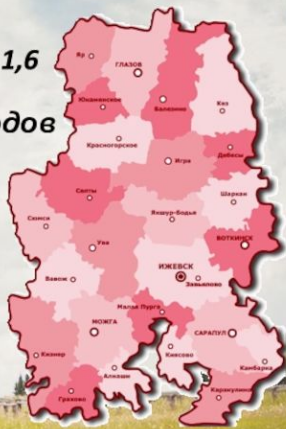 1,6
одов
Яр
ГЛАЗОВ
Юкаменское
Балезино
Кез
Красногорское
Игра
Дебесы
Селты
Шаркан
Сюмси
Якшур-Бодья
Ува
ВОТКИНСК
ИЖЕВСК
Вавож
Завьялово
Малая Пурга
МОЖГА
САРАПУЛ
Киясово
Кизнер
Камбарка
Алнаши
Каракулино
Грахово